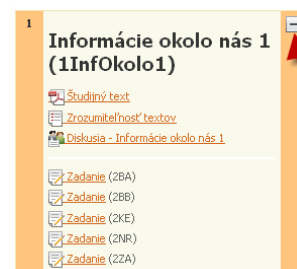 1
Informácie okolo nás 1
(1InfOkolo1)
Študijný text
Zrozumiteľnosť textov
Diskusia - Informácie okolo nás 1
Zadanie (2BA)
Zadanie (2BB)
Zadanie (2KE)
Zadanie (2NR)
Zadanie (2ZA)